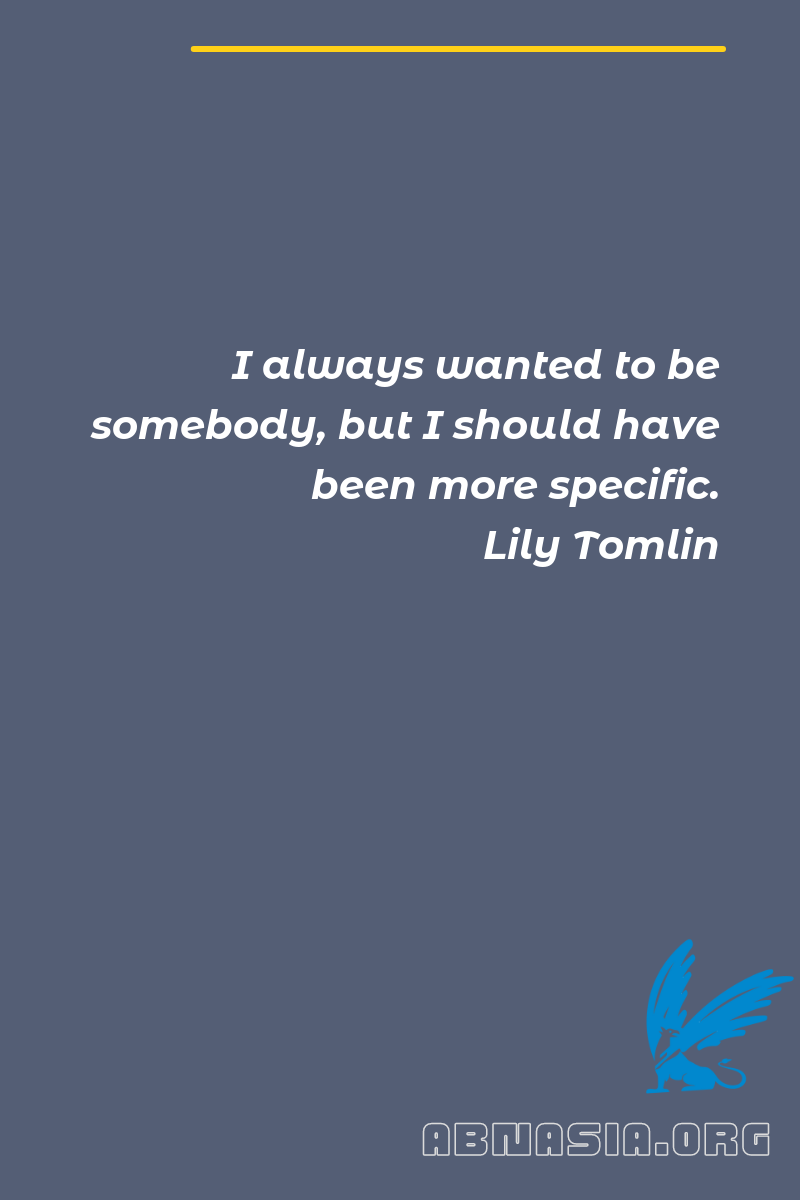 I always wanted to be
somebody, but I should have
been more specific.
Lily Tomlin
ABNASIA.ORG